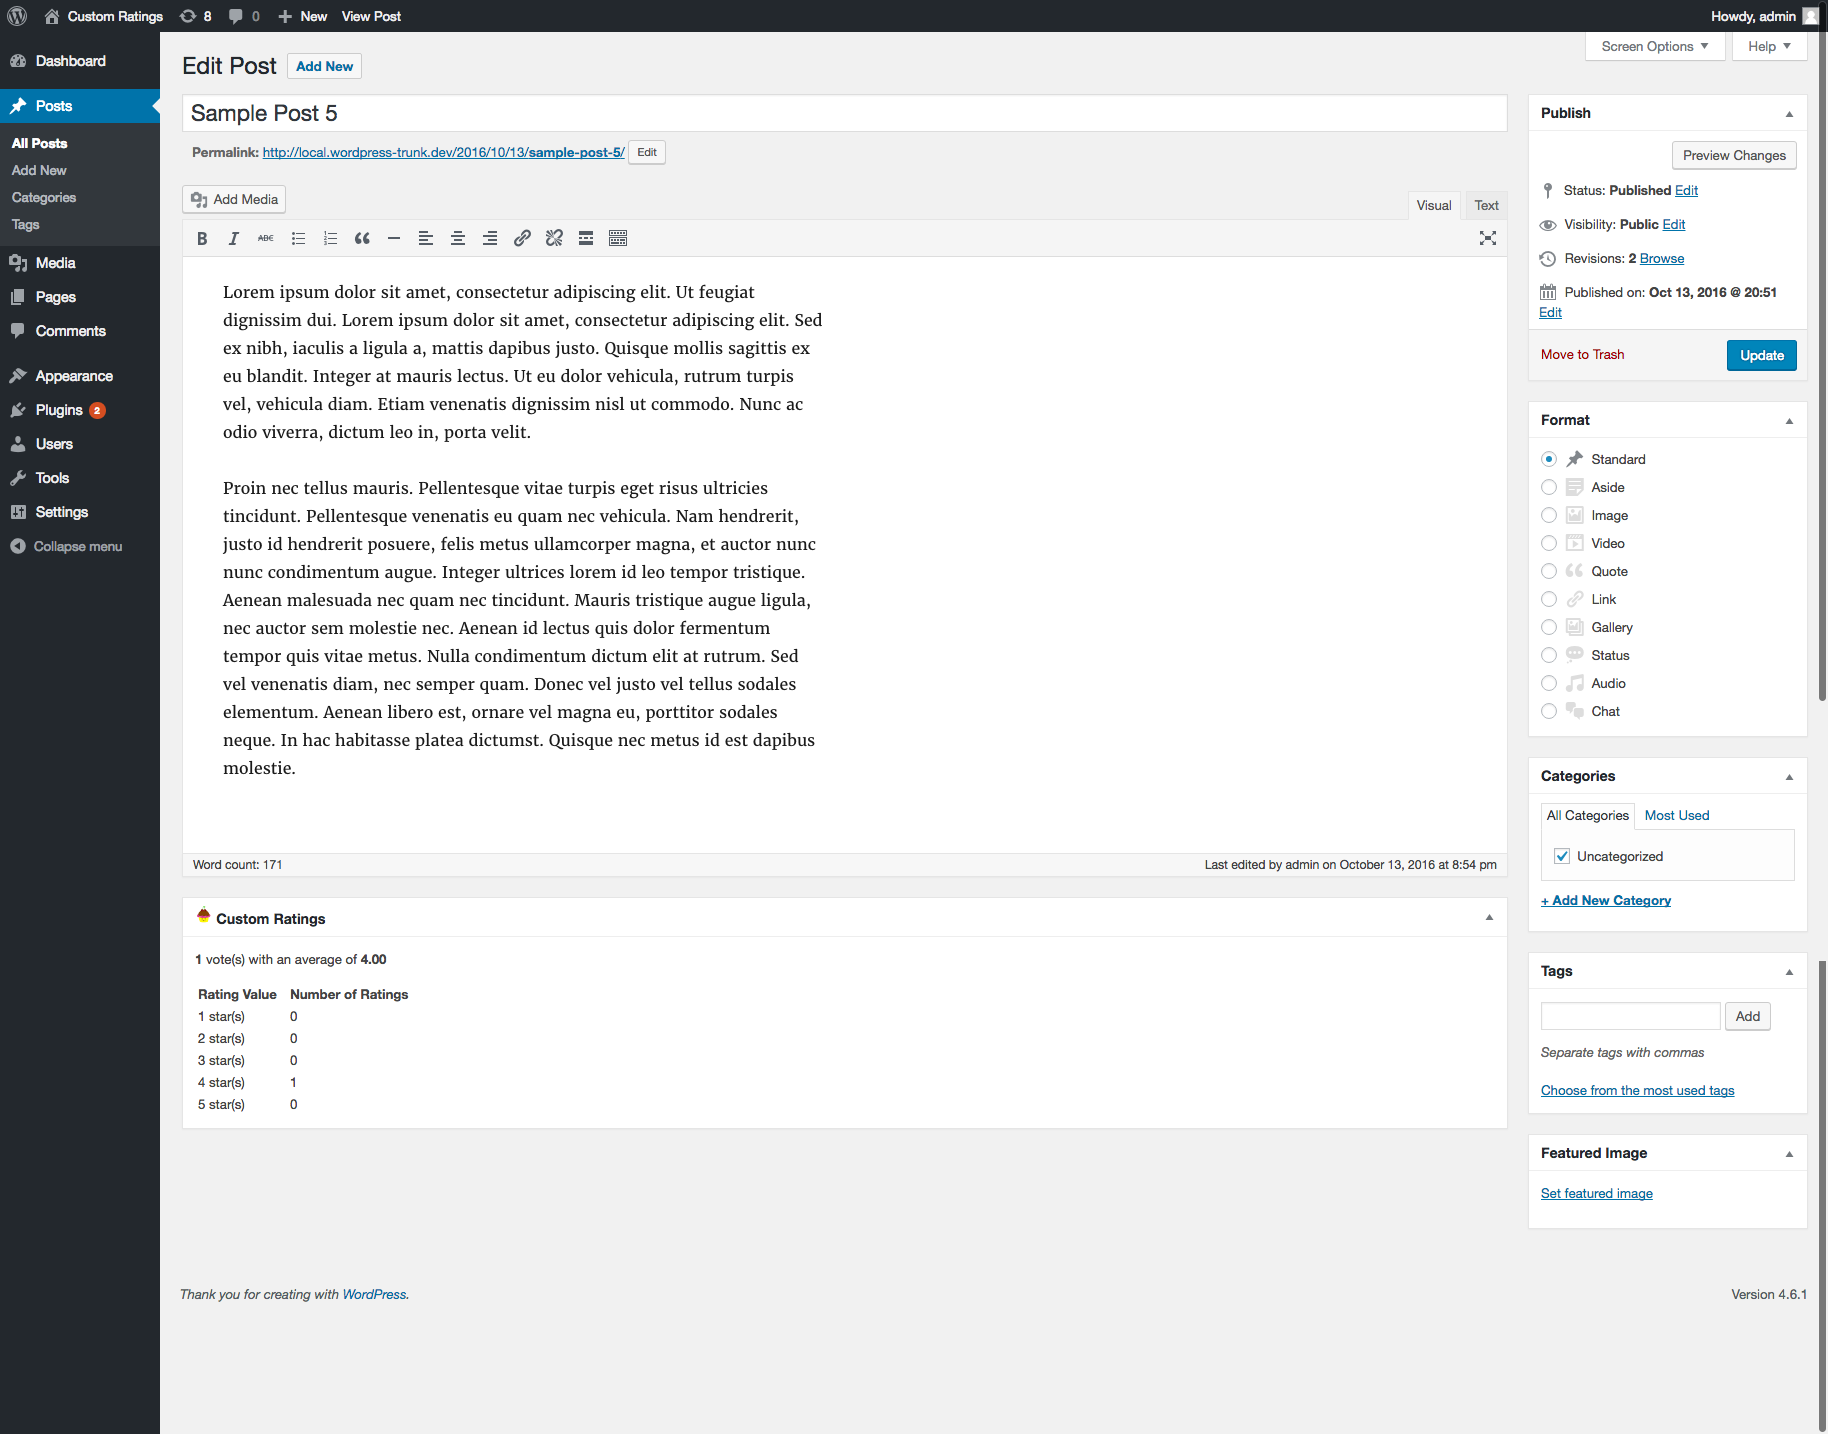 Custom Ratings 8 0 New View Post Howdy, admin
Screen Options Help
Dashboard
Posts
All Posts
Add New
Categories
Tags
Media
Pages
Comments
Appearance
Plugins 2
Users
Tools
Settings
Collapse menu
Edit Post Add New
Sample Post 5
Permalink: http://local.wordpress-trunk.dev/2016/10/13/sample-post-5/ Edit
Add Media
Visual Text
B I ABC
Lorem ipsum dolor sit amet, consectetur adipiscing elit. Ut feugiat
dignissim dui. Lorem ipsum dolor sit amet, consectetur adipiscing elit. Sed
ex nibh, iaculis a ligula a, mattis dapibus justo. Quisque mollis sagittis ex
eu blandit. Integer at mauris lectus. Ut eu dolor vehicula, rutrum turpis
vel, vehicula diam. Etiam venenatis dignissim nisl ut commodo. Nunc ac
odio viverra, dictum leo in, porta velit.
Proin nec tellus mauris. Pellentesque vitae turpis eget risus ultricies
tincidunt. Pellentesque venenatis eu quam nec vehicula. Nam hendrerit,
justo id hendrerit posuere, felis metus ullamcorper magna, et auctor nunc
nunc condimentum augue. Integer ultrices lorem id leo tempor tristique.
Aenean malesuada nec quam nec tincidunt. Mauris tristique augue ligula,
nec auctor sem molestie nec. Aenean id lectus quis dolor fermentum
tempor quis vitae metus. Nulla condimentum dictum elit at rutrum. Sed
vel venenatis diam, nec semper quam. Donec vel justo vel tellus sodales
elementum. Aenean libero est, ornare vel magna eu, porttitor sodales
neque. In hac habitasse platea dictumst. Quisque nec metus id est dapibus
molestie.
Word count: 171 Last edited by admin on October 13, 2016 at 8:54 pm
Custom Ratings
1 vote(s) with an average of 4.00
Rating Value Number of Ratings
1 star(s) 0
2 star(s) 0
3 star(s) 0
4 star(s) 1
5 star(s) 0
Publish
Preview Changes
Status: Published Edit
Visibility: Public Edit
Revisions: 2 Browse
Published on: Oct 13, 2016 @ 20:51
Edit
Move to Trash Update
Format
Standard
Aside
Image
Video
Quote
Link
Gallery
Status
Audio
Chat
Categories
All Categories Most Used
Uncategorized
+ Add New Category
Tags
Add
Separate tags with commas
Choose from the most used tags
Featured Image
Set featured image
Thank you for creating with WordPress. Version 4.6.1